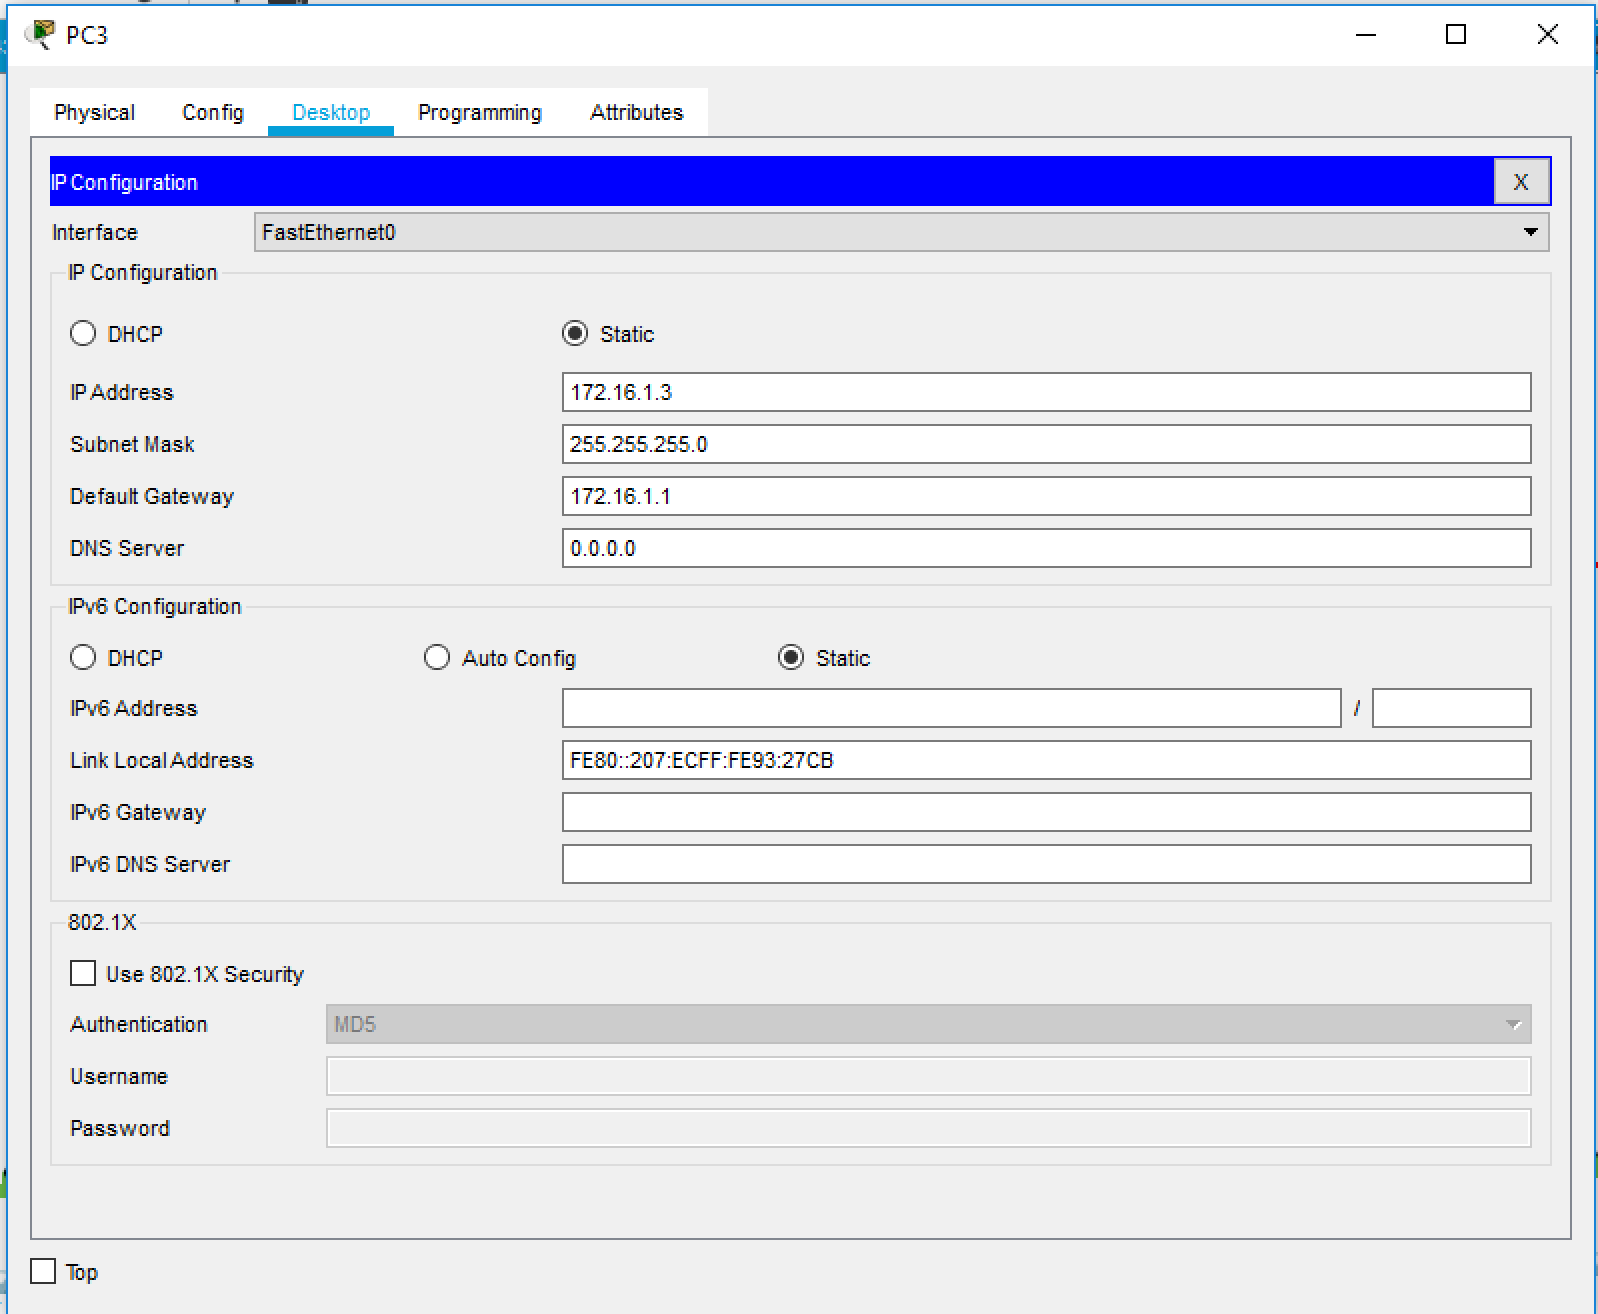 PC3
Physical Config Desktop Programming Attributes
IP Configuration X
Interface FastEthernet0
IP Configuration
DHCP Static
IP Address 172.16.1.3
Subnet Mask 255.255.255.0
Default Gateway 172.16.1.1
DNS Server 0.0.0.0
IPv6 Configuration
DHCP Auto Config Static
IPv6 Address /
Link Local Address FE80::207:ECFF:FE93:27CB
IPv6 Gateway
IPv6 DNS Server
802.1X
Use 802.1X Security
Authentication MD5
Username
Password
Top